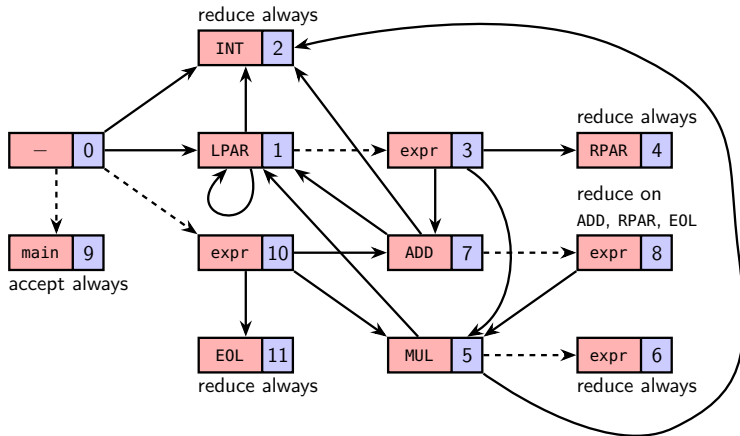 reduce always
INT 2
reduce always
– 0
LPAR 1
expr 3
RPAR 4
reduce on
ADD, RPAR, EOL
main 9
expr 10
ADD 7
expr 8
accept always
EOL 11
MUL 5
expr 6
reduce always
reduce always